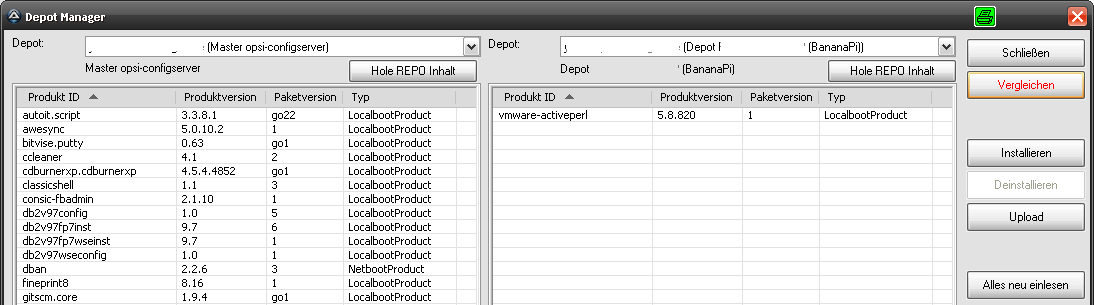 Depot Manager
Depot:
(Master opsi-configserver)
Master opsi-configserver
Hole REPO Inhalt
Produkt ID Produktversion Paketversion Typ
autoit.script 3.3.8.1 go22 LocalbootProduct
awesync 5.0.10.2 1 LocalbootProduct
bitvise.putty 0.63 go1 LocalbootProduct
ccleaner 4.1 2 LocalbootProduct
cdburnerxp.cdburnerxp 4.5.4.4852 go1 LocalbootProduct
classicshell 1.1 3 LocalbootProduct
consic-fbadmin 2.1.10 1 LocalbootProduct
db2v97config 1.0 5 LocalbootProduct
db2v97fp7inst 9.7 6 LocalbootProduct
db2v97fp7wseinst 9.7 1 LocalbootProduct
db2v97wseconfig 1.0 1 LocalbootProduct
dban 2.2.6 3 NetbootProduct
fineprint8 8.16 1 LocalbootProduct
gitscm.core 1.9.4 go1 LocalbootProduct
Depot:
(Depot (BananaPi))
Depot (BananaPi)
Hole REPO Inhalt
Produkt ID Produktversion Paketversion Typ
vmware-activeperl 5.8.820 1 LocalbootProduct
Schließen
Vergleichen
Installieren
Deinstallieren
Upload
Alles neu einlesen